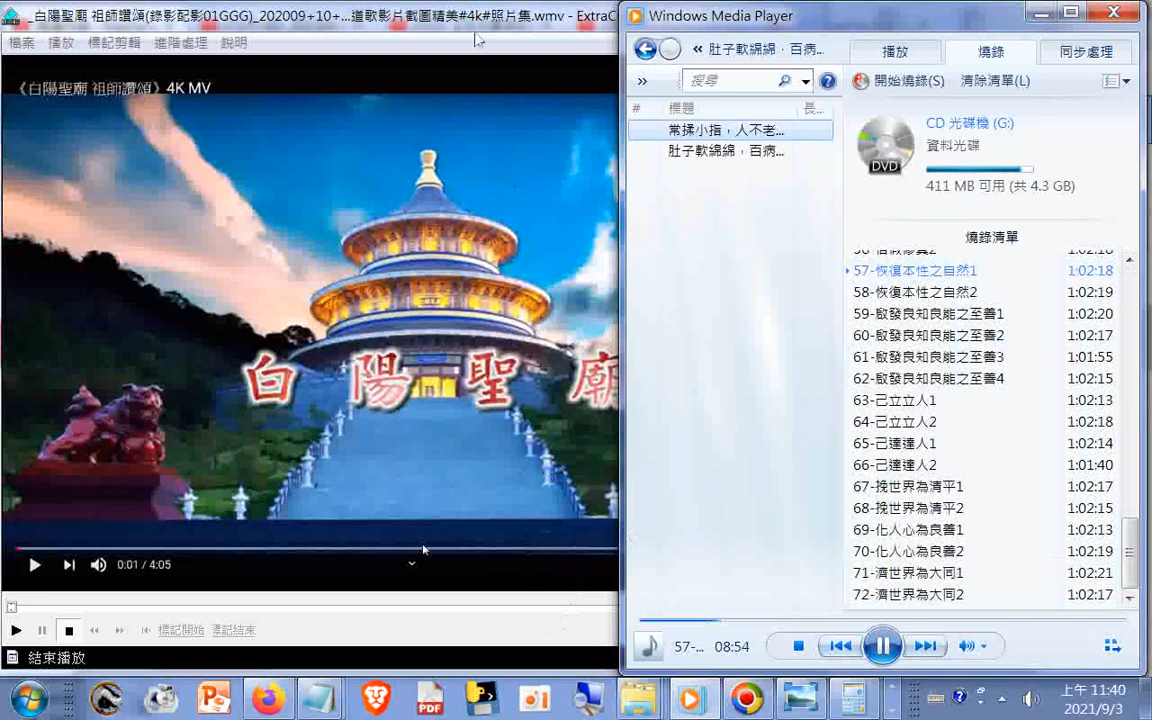 _白陽聖廟 祖師讚頌(錄影配影01GGG)_202009+10+...道歌影片截圖精美#4k#照片集.wmv - ExtraC
檔案 播放 標記剪輯 進階處理 說明
《白陽聖廟 祖師讚頌》4K MV
白陽聖廟
0:01 / 4:05
標記開始 標記結束
結束播放
Windows Media Player
« 肚子軟綿綿，百病...
播放 燒錄 同步處理
» 搜尋
開始燒錄(S) 清除清單(L)
# 標題 長...
常揉小指，人不老...
肚子軟綿綿，百病...
CD 光碟機 (G:)
資料光碟
DVD
411 MB 可用 (共 4.3 GB)
燒錄清單
57-恢復本性之自然1 1:02:18
58-恢復本性之自然2 1:02:19
59-啟發良知良能之至善1 1:02:20
60-啟發良知良能之至善2 1:02:17
61-啟發良知良能之至善3 1:01:55
62-啟發良知良能之至善4 1:02:15
63-己立立人1 1:02:13
64-己立立人2 1:02:18
65-己達達人1 1:02:14
66-己達達人2 1:01:40
67-挽世界為清平1 1:02:17
68-挽世界為清平2 1:02:15
69-化人心為良善1 1:02:13
70-化人心為良善2 1:02:19
71-濟世界為大同1 1:02:21
72-濟世界為大同2 1:02:17
57-... 08:54
PDF
上午 11:40
2021/9/3